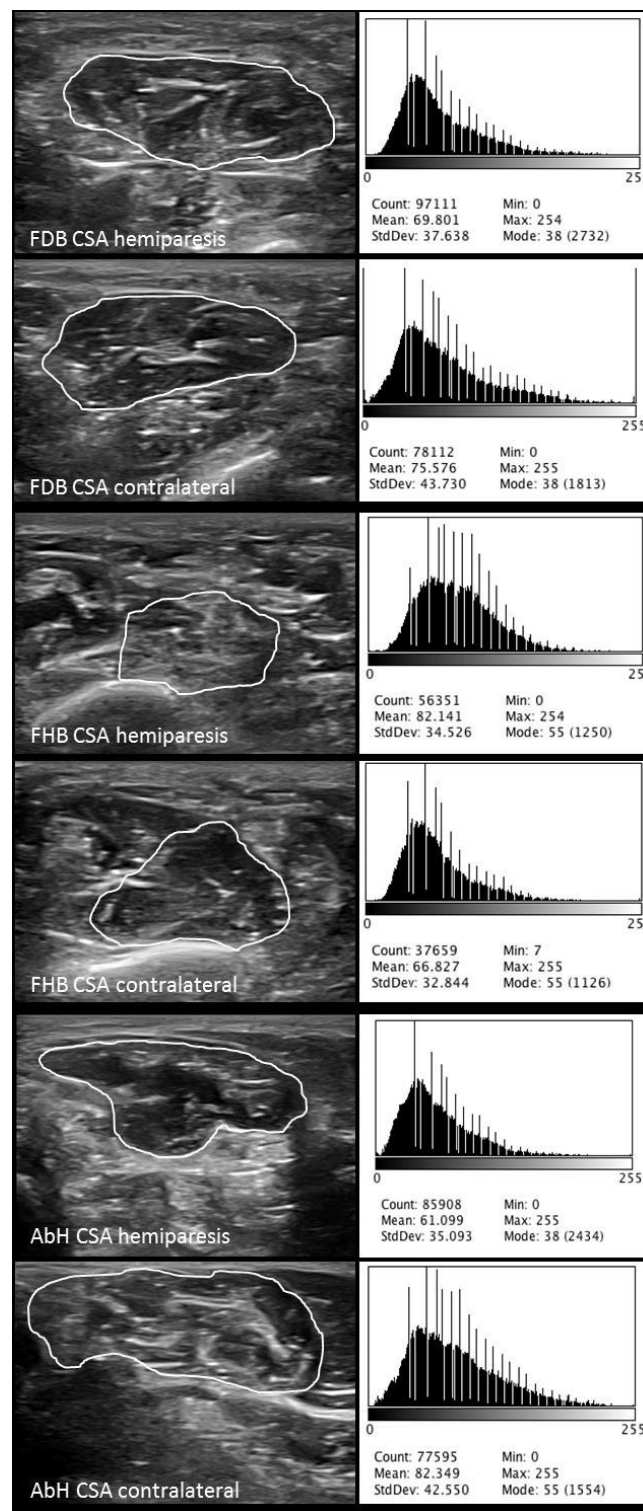 FDB CSA hemiparesis
0 25
Count: 97111 Min: 0
Mean: 69.801 Max: 254
StdDev: 37.638 Mode: 38 (2732)
FDB CSA contralateral
0 255
Count: 78112 Min: 0
Mean: 75.576 Max: 255
StdDev: 43.730 Mode: 38 (1813)
FHB CSA hemiparesis
0 25
Count: 56351 Min: 0
Mean: 82.141 Max: 254
StdDev: 34.526 Mode: 55 (1250)
FHB CSA contralateral
0 25
Count: 37659 Min: 7
Mean: 66.827 Max: 255
StdDev: 32.844 Mode: 55 (1126)
AbH CSA hemiparesis
0 255
Count: 85908 Min: 0
Mean: 61.099 Max: 255
StdDev: 35.093 Mode: 38 (2434)
AbH CSA contralateral
0 255
Count: 77595 Min: 0
Mean: 82.349 Max: 255
StdDev: 42.550 Mode: 55 (1554)